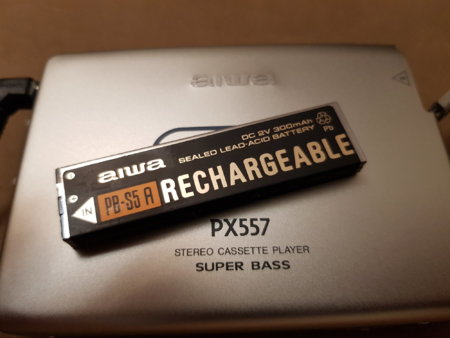 aiwa
DC 2V 300mAh
SEALED LEAD-ACID BATTERY
Pb
aiwa
RECHARGEABLE
IN
PB-S5 A
PX557
STEREO CASSETTE PLAYER
SUPER BASS